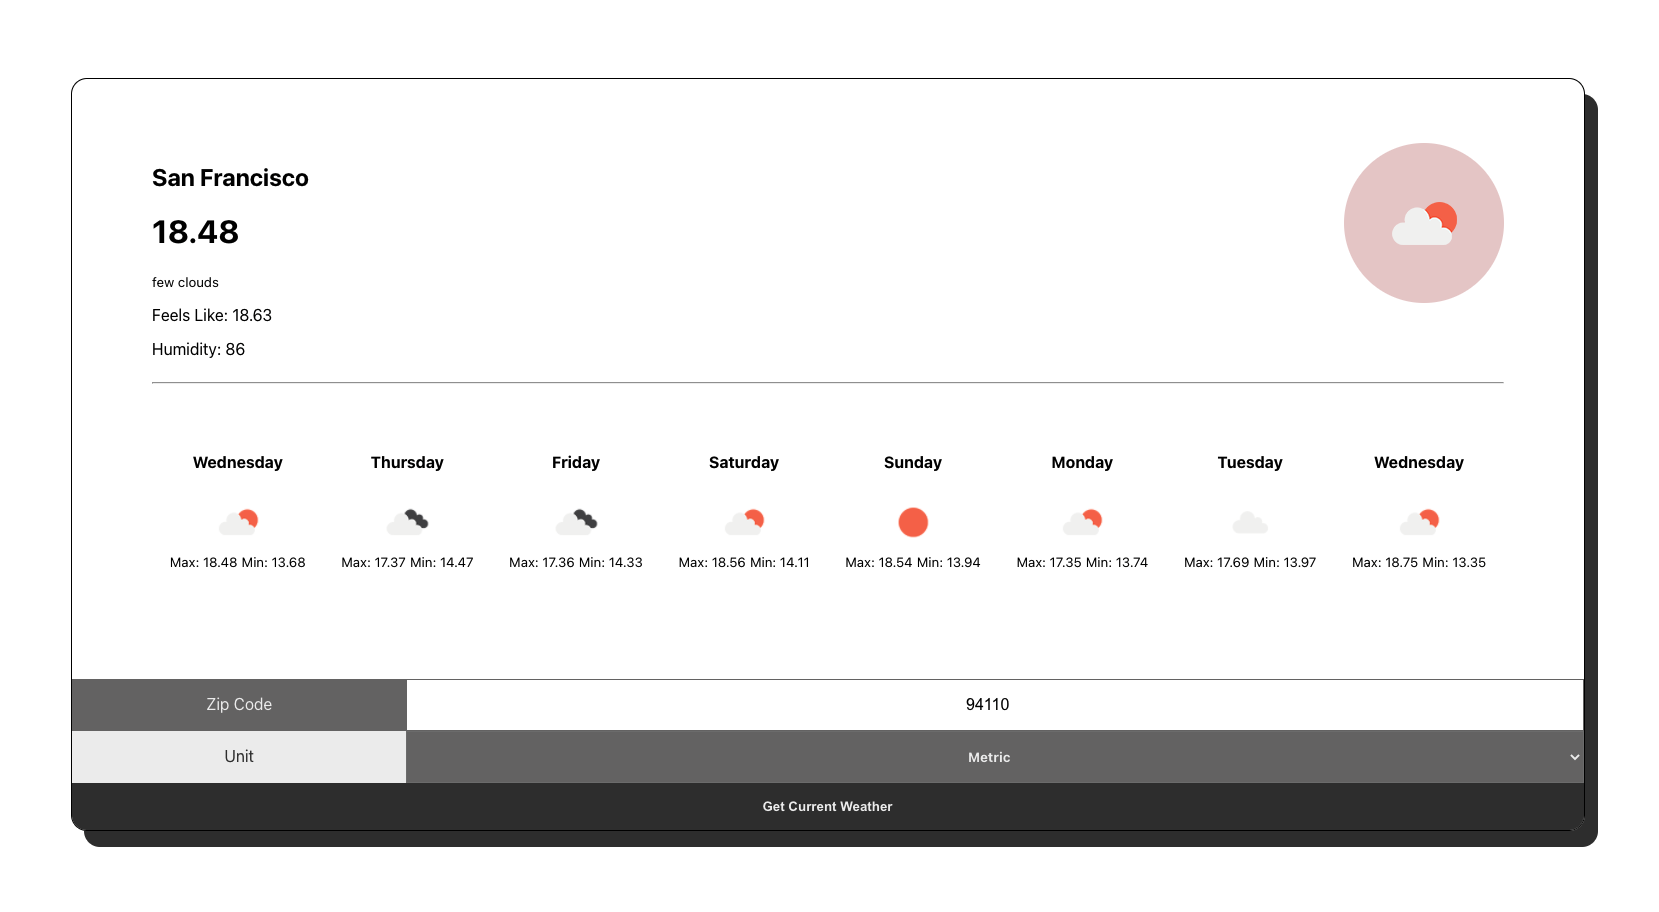 San Francisco
18.48
few clouds
Feels Like: 18.63
Humidity: 86
Wednesday Thursday Friday Saturday Sunday Monday Tuesday Wednesday
Max: 18.48 Min: 13.68 Max: 17.37 Min: 14.47 Max: 17.36 Min: 14.33 Max: 18.56 Min: 14.11 Max: 18.54 Min: 13.94 Max: 17.35 Min: 13.74 Max: 17.69 Min: 13.97 Max: 18.75 Min: 13.35
Zip Code 94110
Unit Metric
Get Current Weather